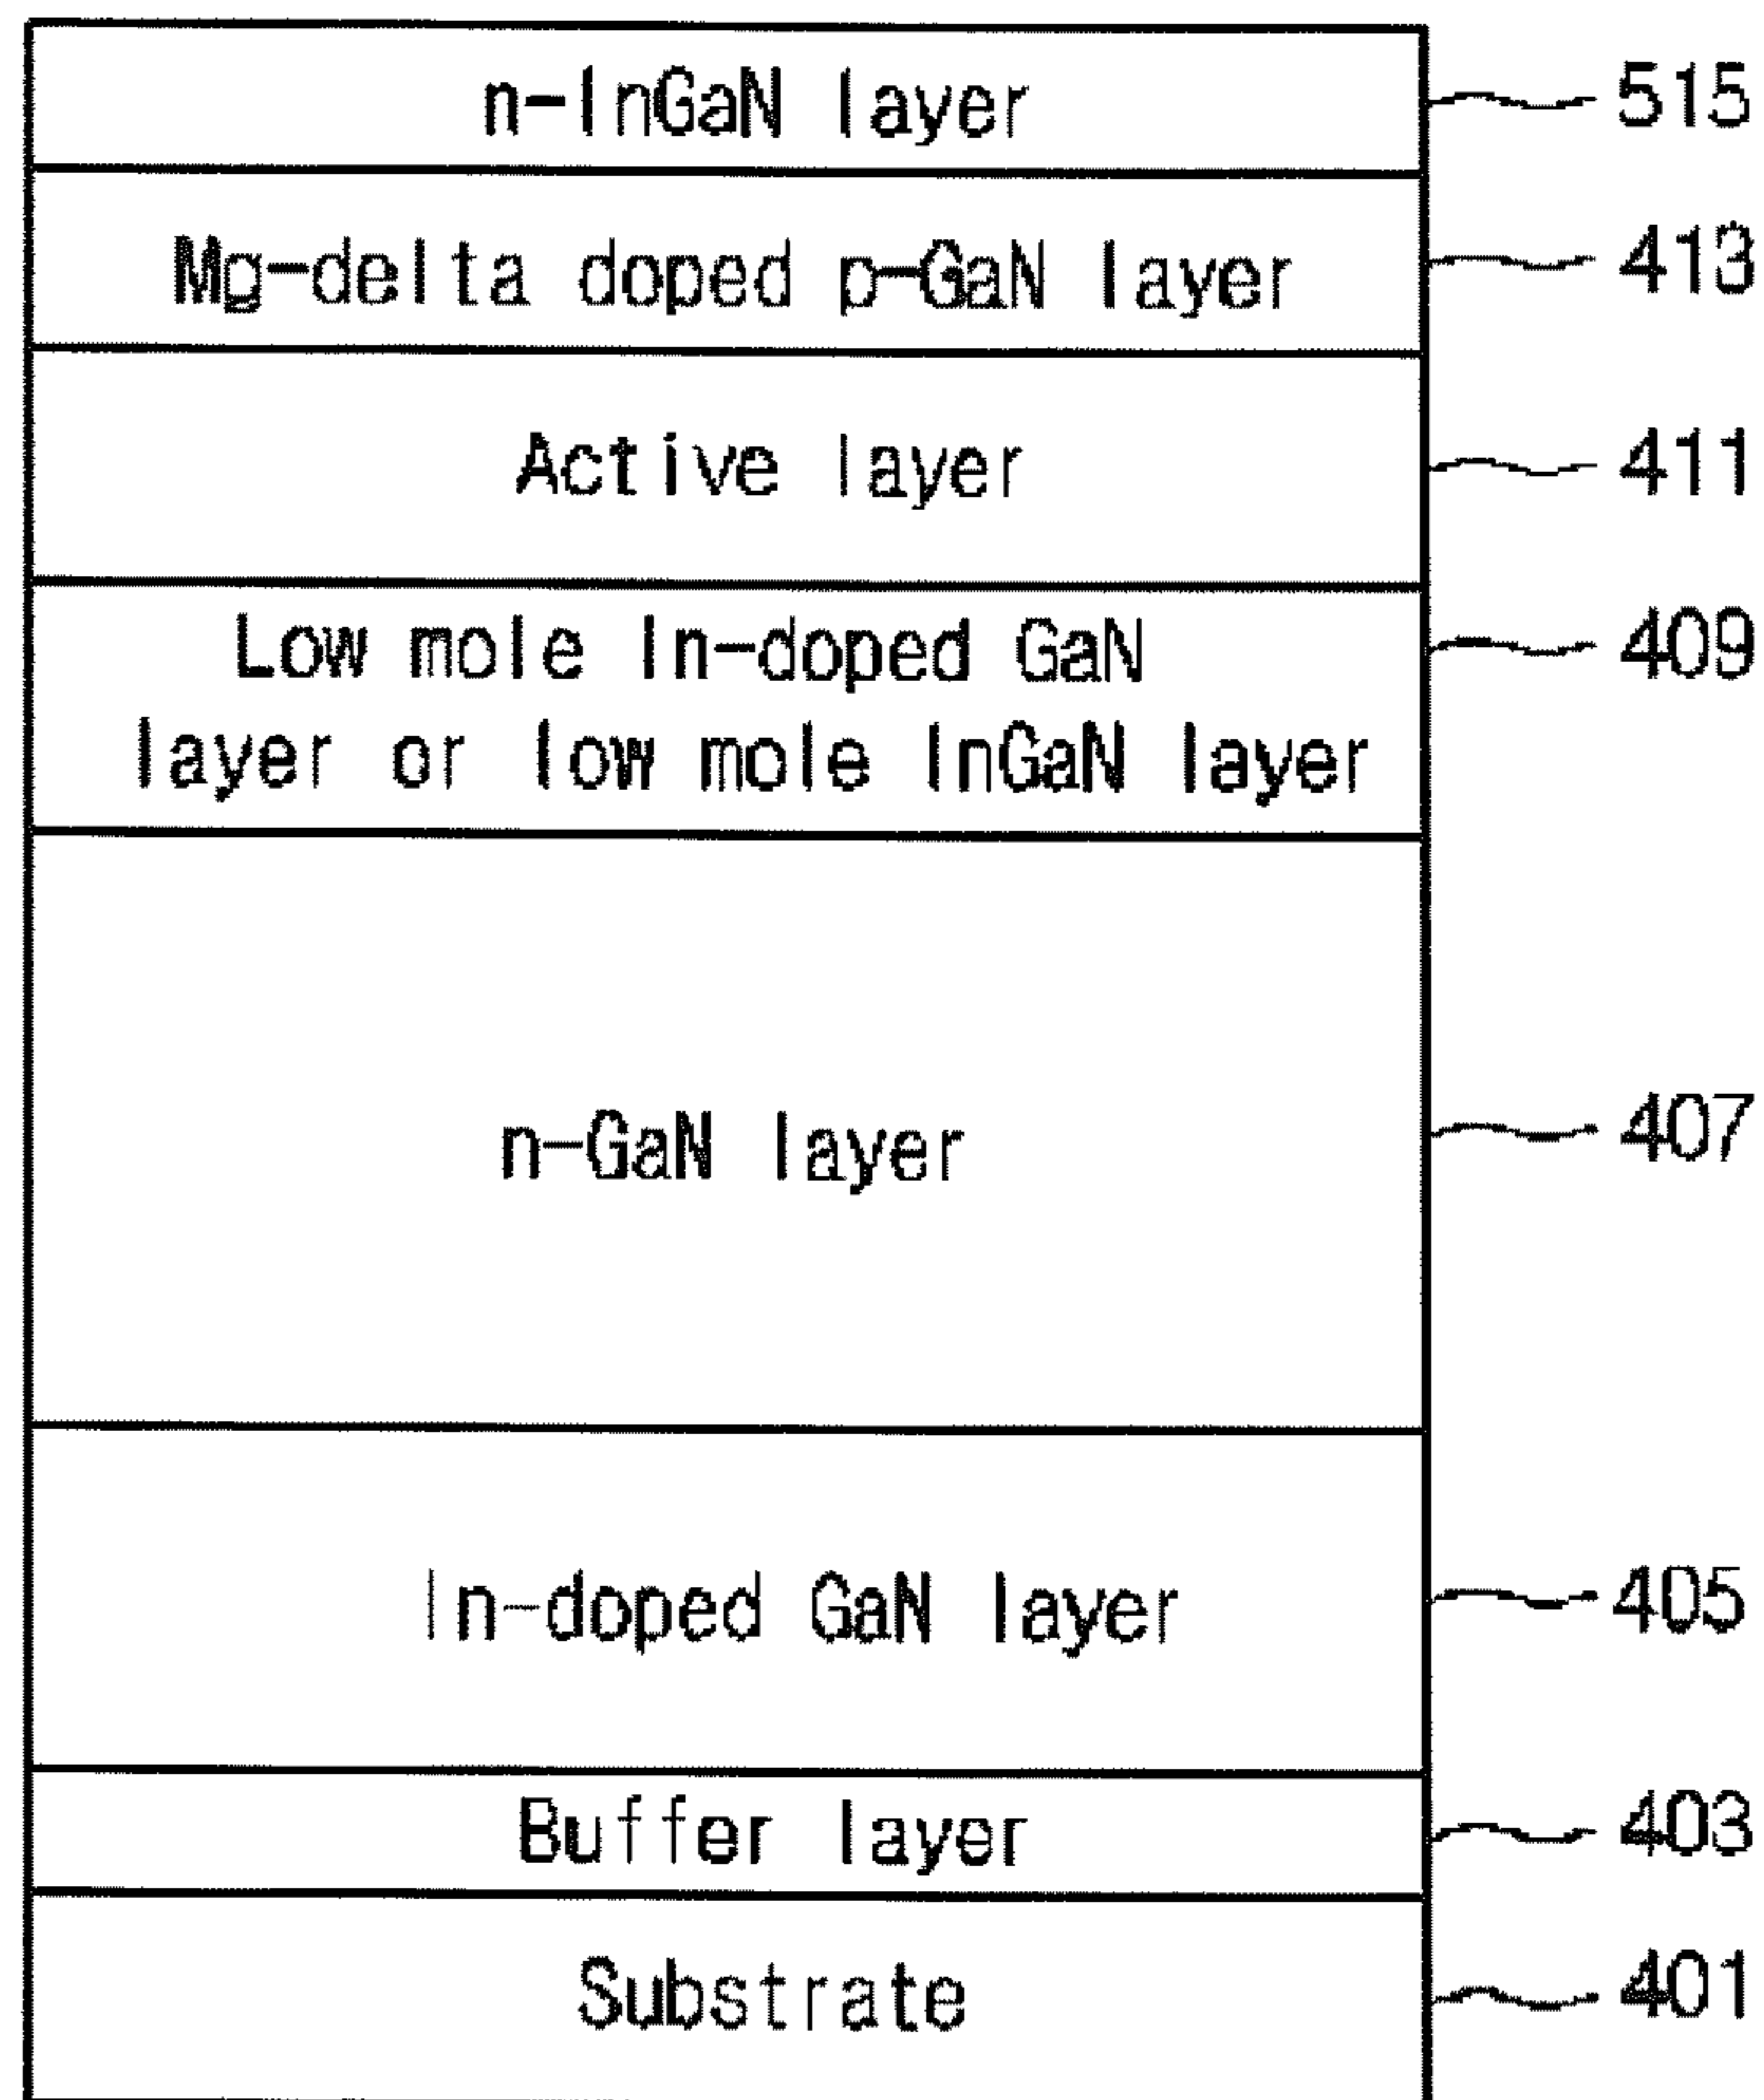 n-InGaN layer 515
Mg-delta doped p-GaN layer 413
Active layer 411
Low mole In-doped GaN 409
layer or low mole InGaN layer
n-GaN layer 407
In-doped GaN layer 405
Buffer layer 403
Substrate 401